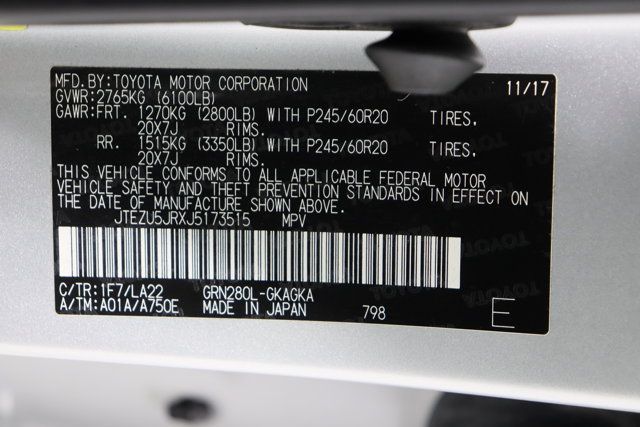 MFD.BY:TOYOTA MOTOR CORPORATION 11/17
GVWR:2765KG (6100LB)
GAWR:FRT. 1270KG (2800LB) WITH P245/60R20 TIRES.
20X7J RIMS.
RR. 1515KG (3350LB) WITH P245/60R20 TIRES.
20X7J RIMS.
THIS VEHICLE CONFORMS TO ALL APPLICABLE FEDERAL MOTOR
VEHICLE SAFETY AND THEFT PREVENTION STANDARDS IN EFFECT ON
THE DATE OF MANUFACTURE SHOWN ABOVE.
JTEZU5JRXJ5173515 MPV
C/TR:1F7/LA22 GRN280L-GKAGKA
A/TM:A01A/A750E MADE IN JAPAN 798 E